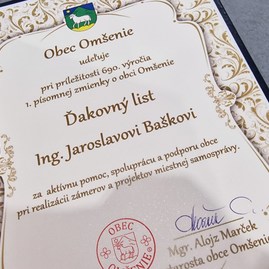 Obec Omšenie
udeľuje
pri príležitosti 690. výročia
1. písomnej zmienky o obci Omšenie
Ďakovný list
Ing. Jaroslavovi Baškovi
za aktívnu pomoc, spoluprácu a podporu obce
pri realizácii zámerov a projektov miestnej samosprávy.
OBEC
OMŠENIE
Mgr. Alojz Marček
starosta obce Omšenie